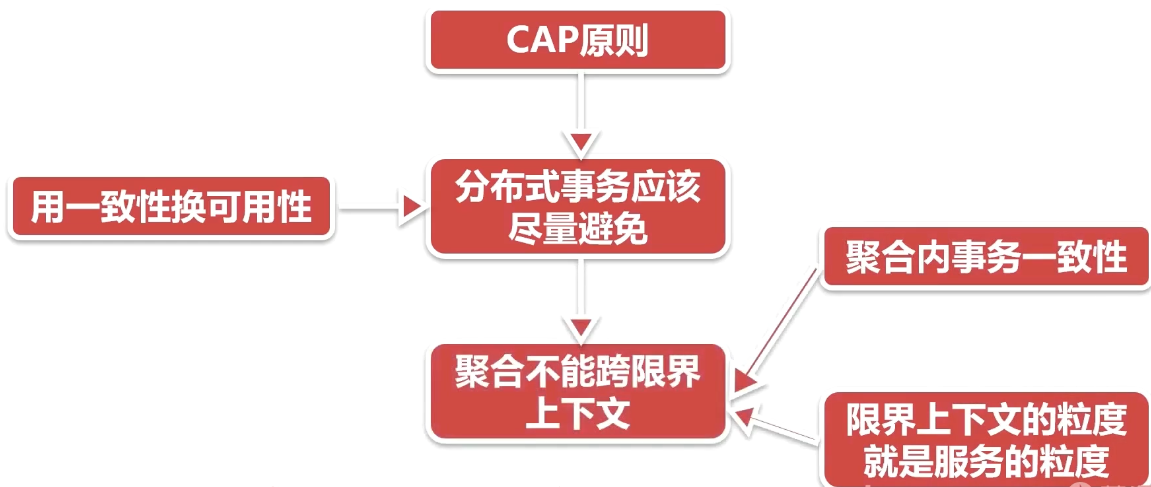 CAP原则
分布式事务应该
尽量避免
用一致性换可用性
聚合内事务一致性
聚合不能跨限界
上下文
限界上下文的粒度
就是服务的粒度